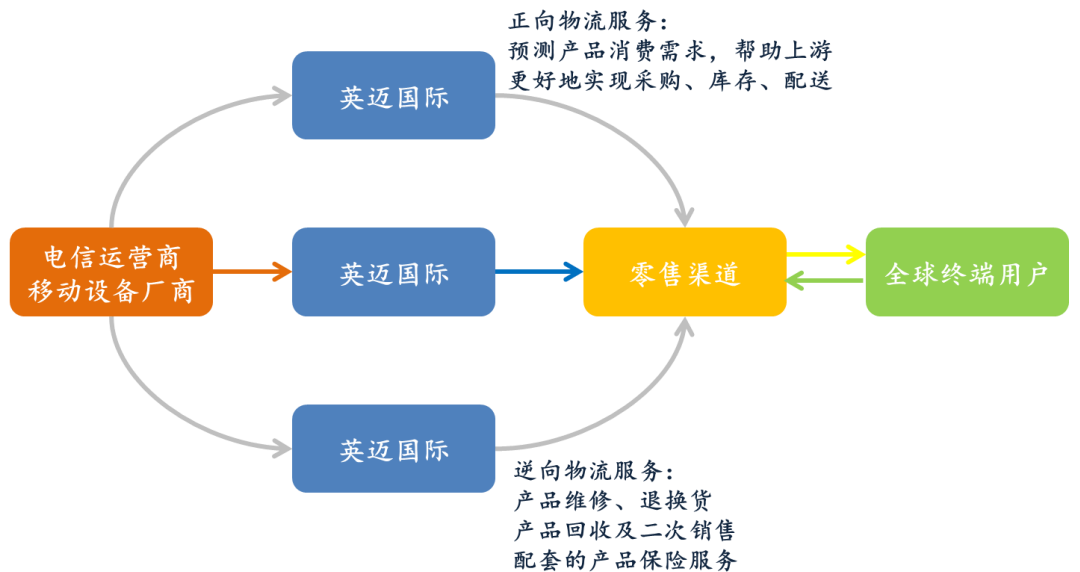 正向物流服务：
预测产品消费需求，帮助上游
更好地实现采购、库存、配送
英迈国际
电信运营商
移动设备厂商
英迈国际
零售渠道
全球终端用户
英迈国际
逆向物流服务：
产品维修、退换货
产品回收及二次销售
配套的产品保险服务